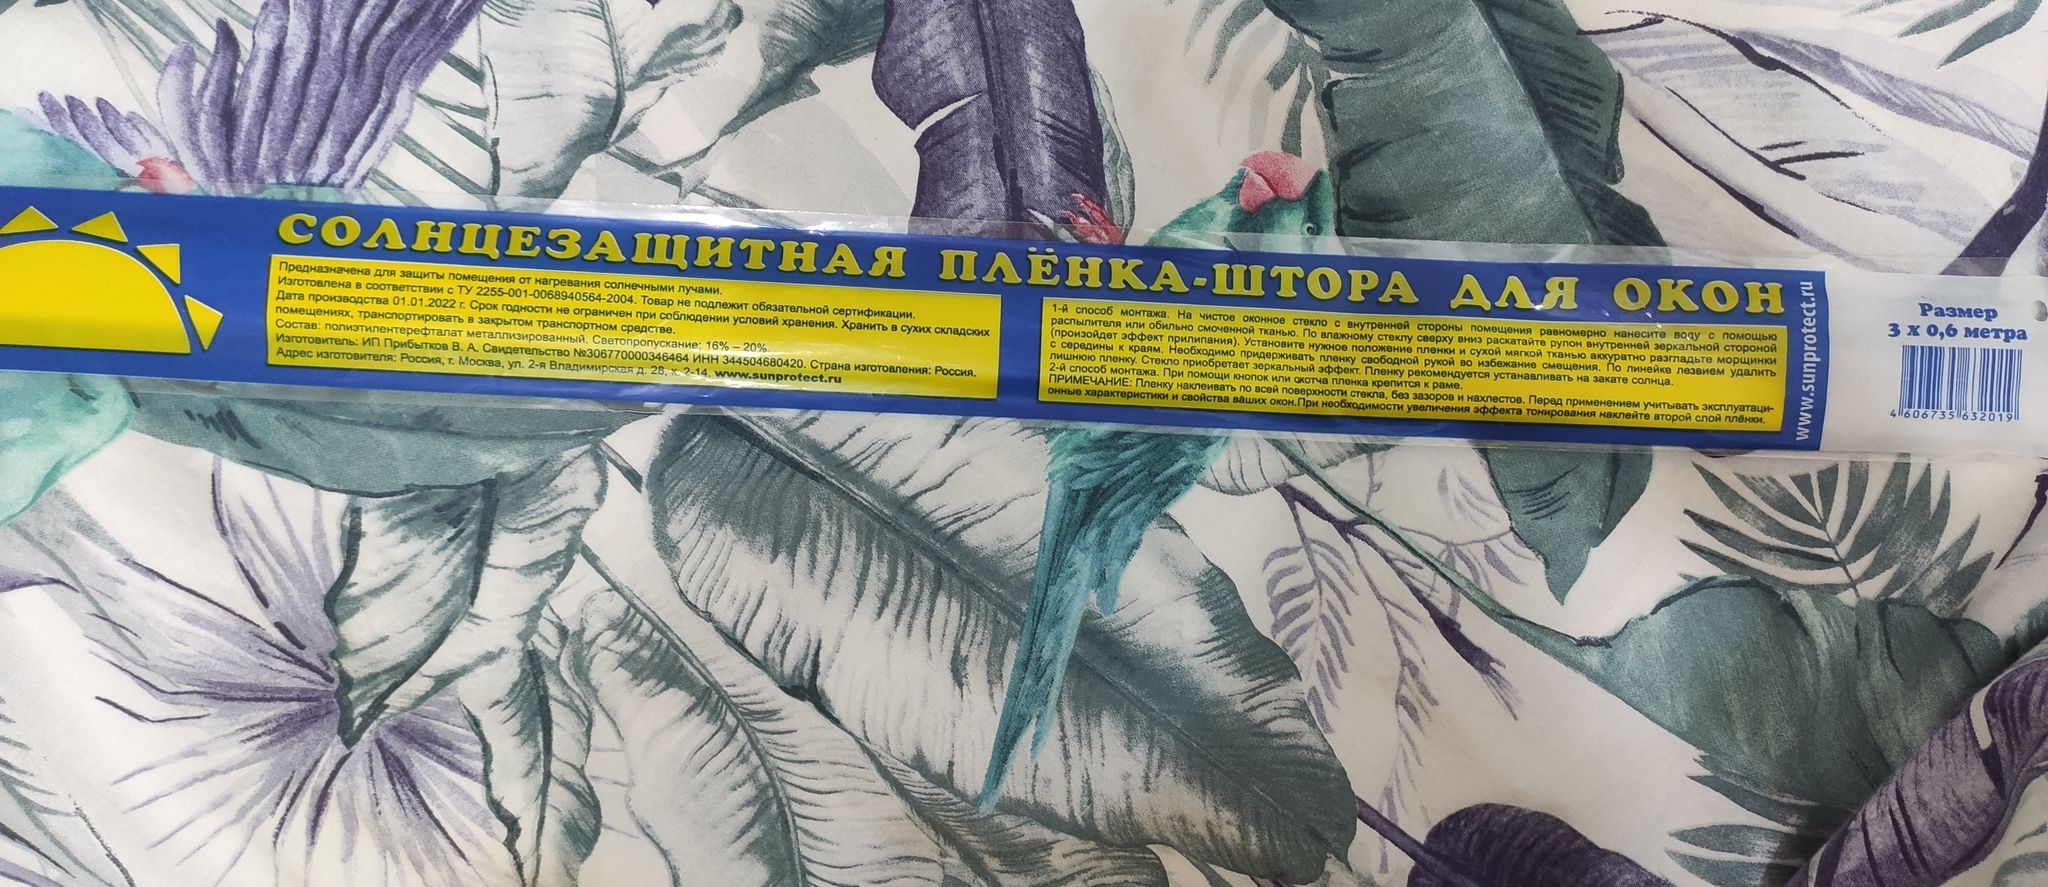 СОЛНЦЕЗАЩИТНАЯ ПЛЁНКА-ШТОРА ДЛЯ ОКОН
Предназначена для защиты помещения от нагревания солнечными лучами.
Изготовлена в соответствии с ТУ 2255-001-0068940564-2004. Товар не подлежит обязательной сертификации.
Дата производства 01.01.2022 г. Срок годности не ограничен при соблюдении условий хранения. Хранить в сухих складских
помещениях, транспортировать в закрытом транспортном средстве.
Состав: полиэтилентерефталат металлизированный. Светопропускание: 16% – 20%.
Изготовитель: ИП Прибытков В. А. Свидетельство №306770000346464 ИНН 344504680420. Страна изготовления: Россия.
Адрес изготовителя: Россия, г. Москва, ул. 2-я Владимирская д. 28, к. 2-14. www.sunprotect.ru
1-й способ монтажа. На чистое оконное стекло с внутренней стороны помещения равномерно нанесите воду с помощью
распылителя или обильно смоченной тканью. По влажному стеклу сверху вниз раскатайте рулон внутренней зеркальной стороной
(произойдет эффект прилипания). Установите нужное положение пленки и сухой мягкой тканью аккуратно разгладьте морщинки
с середины к краям. Необходимо придерживать пленку свободной рукой во избежание смещения. По линейке лезвием удалить
лишнюю пленку. Стекло приобретает зеркальный эффект. Пленку рекомендуется устанавливать на закате солнца.
2-й способ монтажа. При помощи кнопок или скотча пленка крепится к раме.
ПРИМЕЧАНИЕ: Пленку наклеивать по всей поверхности стекла, без зазоров и нахлестов. Перед применением учитывать эксплуатаци-
онные характеристики и свойства ваших окон.При необходимости увеличения эффекта тонирования наклейте второй слой плёнки.
www.sunprotect.ru
Размер
3 х 0,6 метра
4 606735 632019